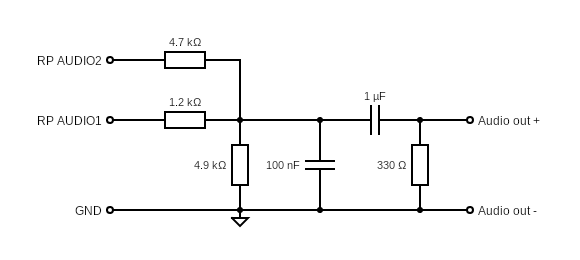 4.7 kΩ
RP AUDIO2
1.2 kΩ
1 µF
RP AUDIO1
Audio out +
4.9 kΩ
100 nF
330 Ω
GND
Audio out -